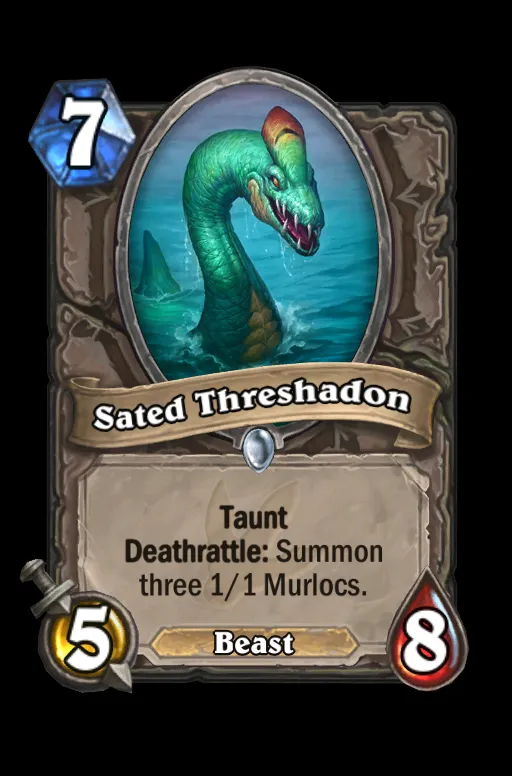 7
Sated Threshadon
Taunt
Deathrattle: Summon
three 1/1 Murlocs.
5
Beast
8